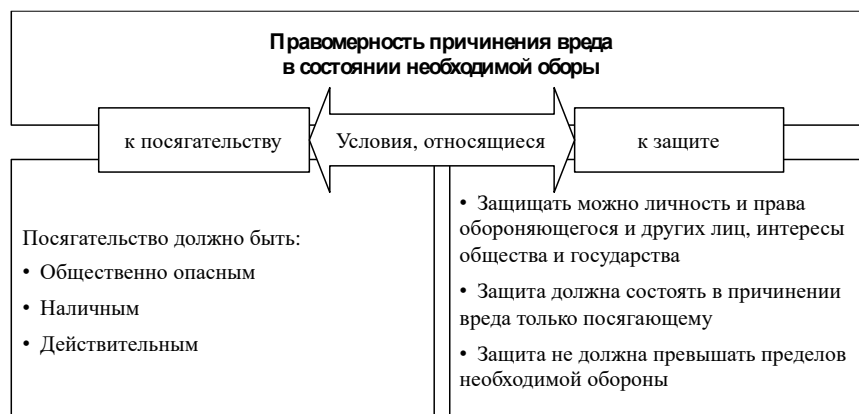 Правомерность причинения вреда
в состоянии необходимой оборы
к посягательству
Условия, относящиеся
к защите
Посягательство должно быть:
• Общественно опасным
• Наличным
• Действительным
• Защищать можно личность и права
обороняющегося и других лиц, интересы
общества и государства
• Защита должна состоять в причинении
вреда только посягающему
• Защита не должна превышать пределов
необходимой обороны